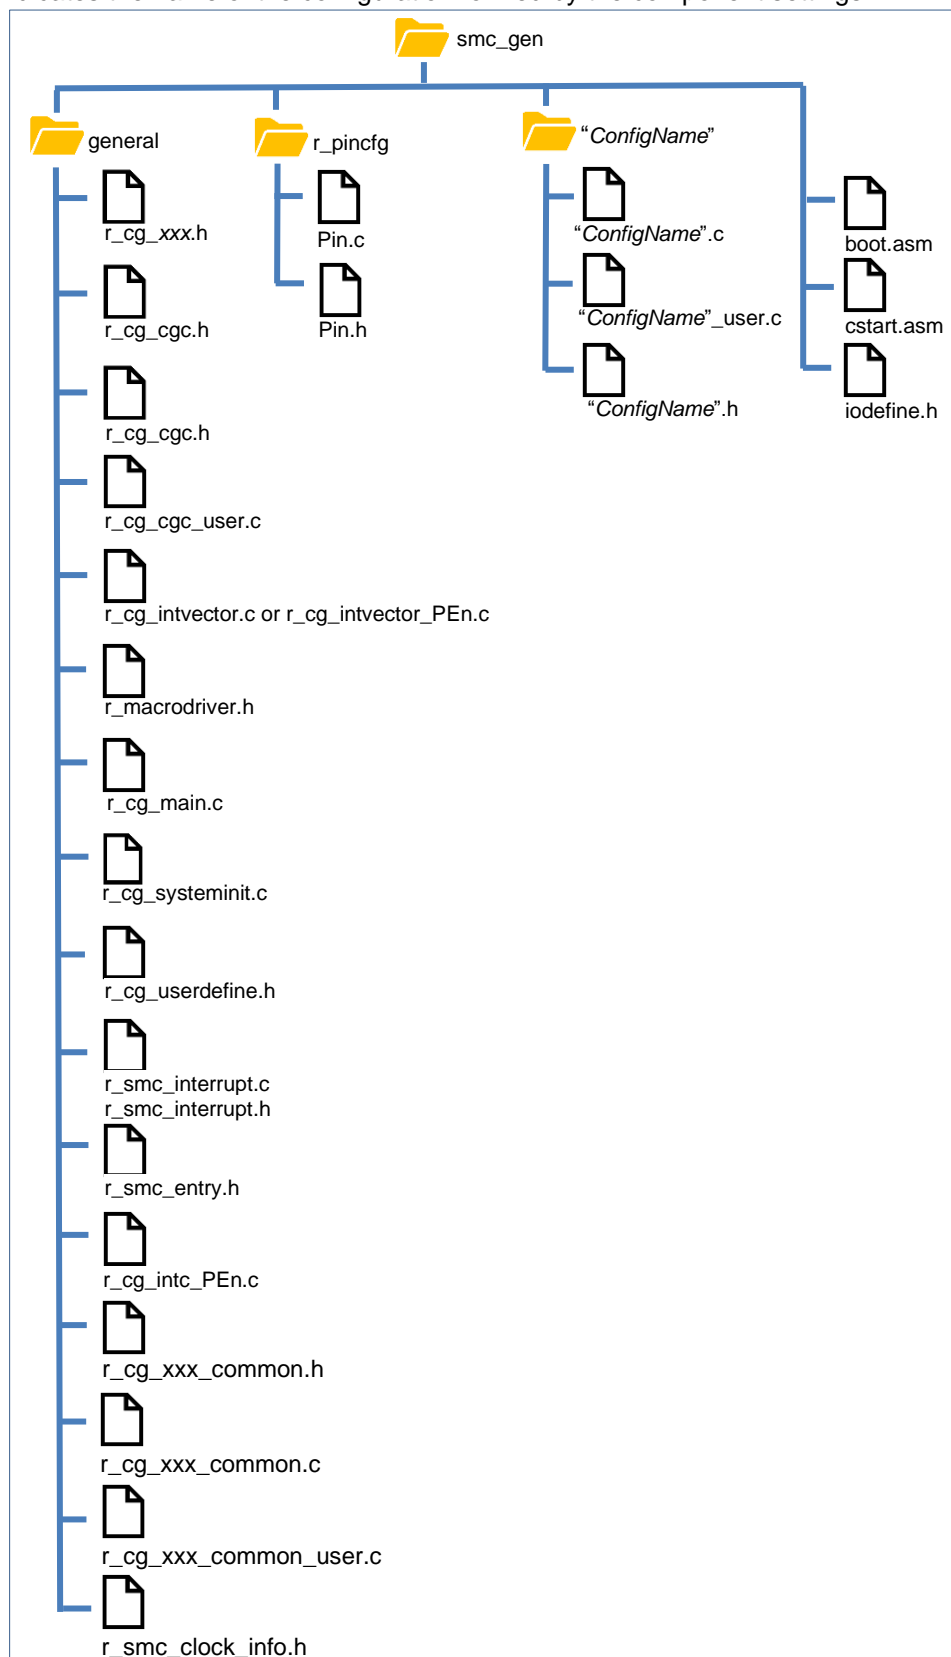 smc_gen
general
r_cg_xxx.h
r_cg_cgc.h
r_cg_cgc.h
r_cg_cgc_user.c
r_cg_intvector.c or r_cg_intvector_PEn.c
r_macrodriver.h
r_cg_main.c
r_cg_systeminit.c
r_cg_userdefine.h
r_smc_interrupt.c
r_smc_interrupt.h
r_smc_entry.h
r_cg_intc_PEn.c
r_cg_xxx_common.h
r_cg_xxx_common.c
r_cg_xxx_common_user.c
r_smc_clock_info.h
r_pincfg
Pin.c
Pin.h
“ConfigName”
“ConfigName”.c
“ConfigName”_user.c
“ConfigName”.h
boot.asm
cstart.asm
iodefine.h